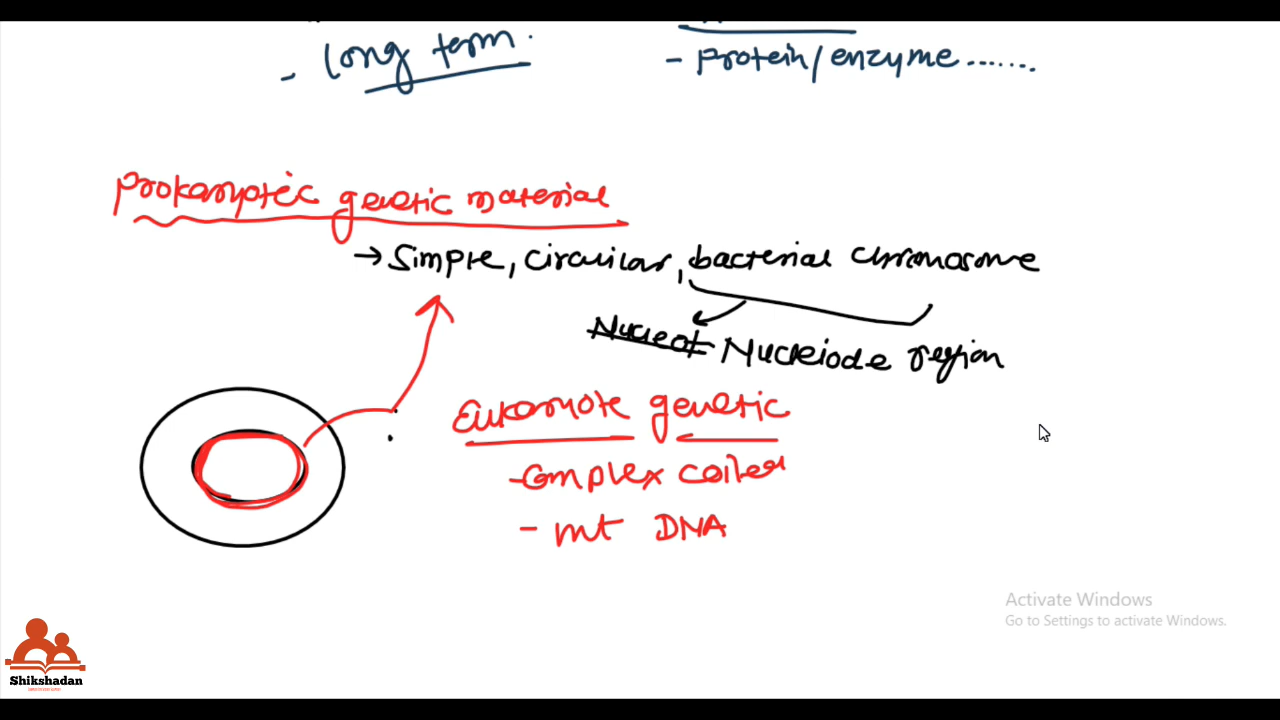 - long term.
- Protein/enzyme.......
Prokaryotic genetic material
→ Simple, circular, bacterial chromosome
Nucleot Nucleiode region
Eukaryote genetic
- Complex coiled
- mt DNA
Activate Windows
Go to Settings to activate Windows.
Shikshadan